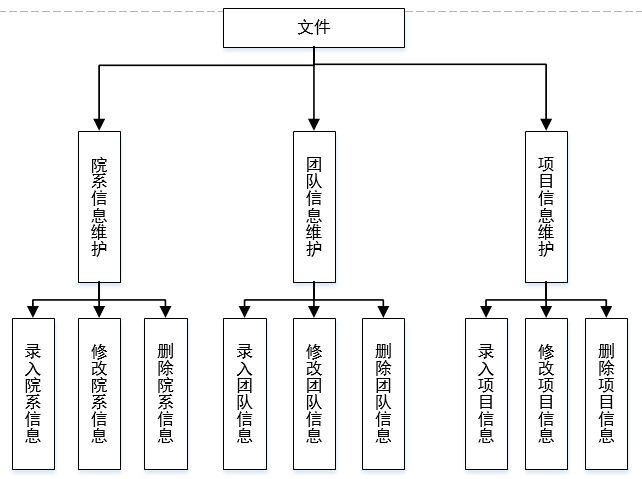 文件
院系信息维护
团队信息维护
项目信息维护
录入院系信息
修改院系信息
删除院系信息
录入团队信息
修改团队信息
删除团队信息
录入项目信息
修改项目信息
删除项目信息